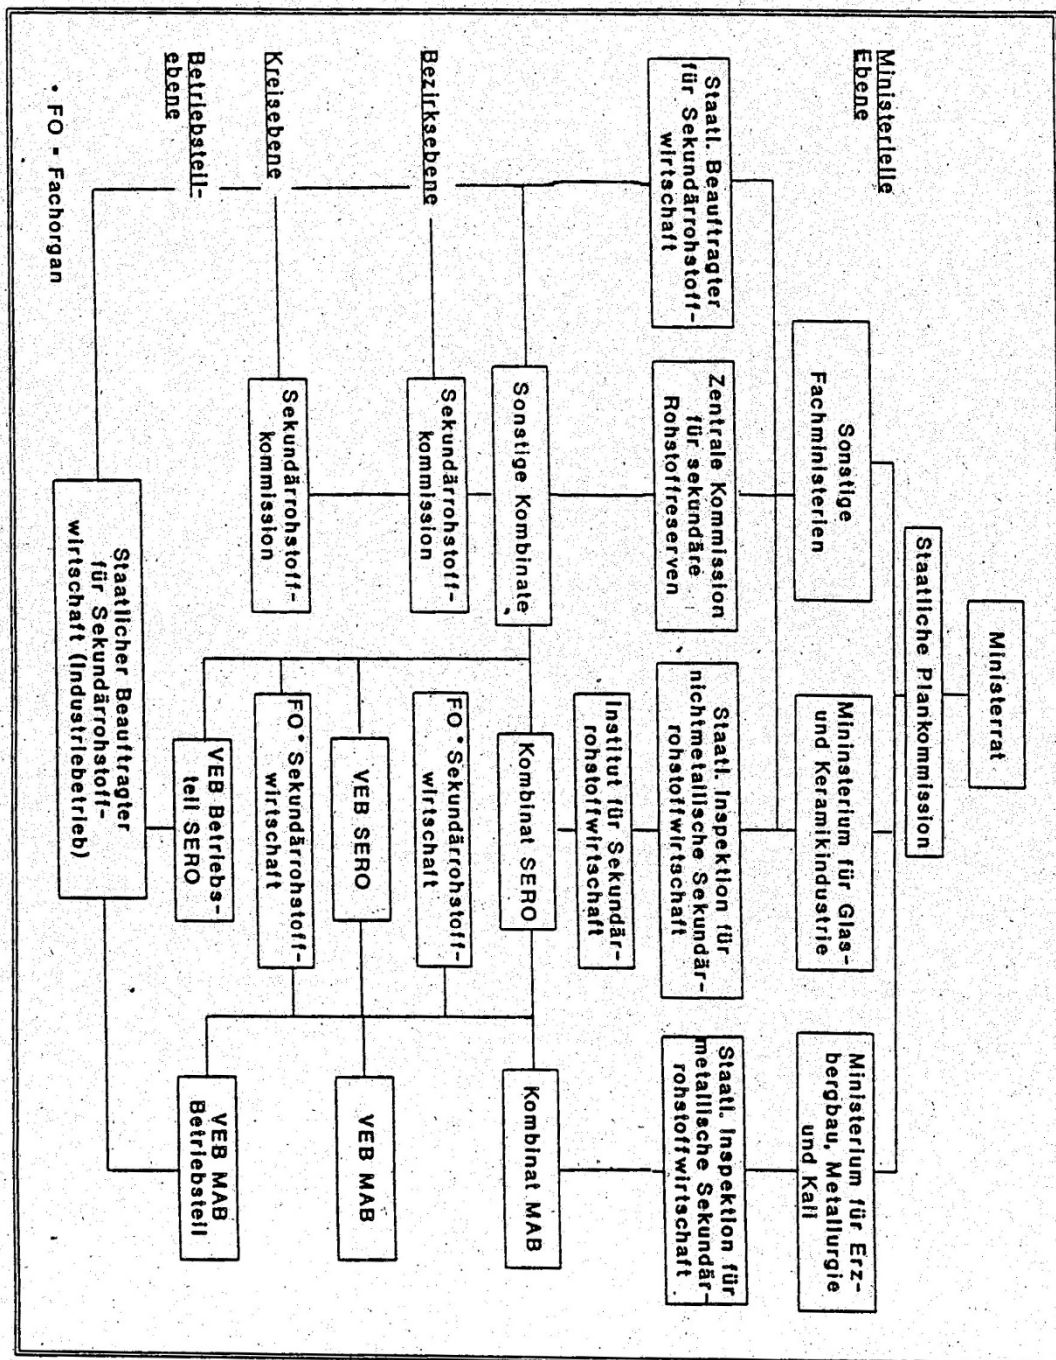 Ministerrat
Staatliche Plankommission
Ministerielle
Ebene
Sonstige
Fachministerien
Mininsterium für Glas-
und Keramikindustrie
Ministerium für Erz-
bergbau, Metallurgie
und Kali
Staatl. Beauftragter
für Sekundärrohstoff-
wirtschaft
Zentrale Kommission
für sekundäre
Rohstoffreserven
Staatl. Inspektion für
nichtmetallische Sekundär-
rohstoffwirtschaft
Staatl. Inspektion für
metallische Sekundär-
rohstoffwirtschaft
Institut für Sekundär-
rohstoffwirtschaft
Sonstige Kombinate
Kombinat SERO
Kombinat MAB
Bezirksebene
Sekundärrohstoff-
kommission
FO* Sekundärrohstoff-
wirtschaft
VEB SERO
VEB MAB
Kreisebene
Sekundärrohstoff-
kommission
FO* Sekundärrohstoff-
wirtschaft
Betriebsteil-
ebene
VEB Betriebs-
teil SERO
VEB MAB
Betriebsteil
Staatlicher Beauftragter
für Sekundärrohstoff-
wirtschaft (Industriebetrieb)
* FO = Fachorgan